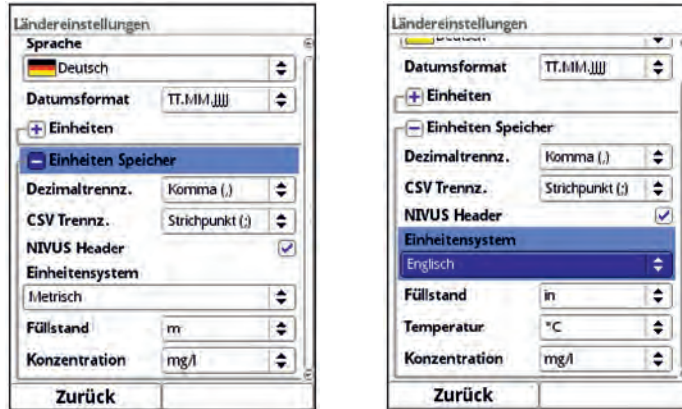 Ländereinstellungen
Sprache
Deutsch
Datumsformat TT.MM.JJJJ
Einheiten
Einheiten Speicher
Dezimaltrennz. Komma (,)
CSV Trennz. Strichpunkt (;)
NIVUS Header
Einheitensystem
Metrisch
Füllstand m
Konzentration mg/l
Zurück
Ländereinstellungen
Deutsch
Datumsformat TT.MM.JJJJ
Einheiten
Einheiten Speicher
Dezimaltrennz. Komma (,)
CSV Trennz. Strichpunkt (;)
NIVUS Header
Einheitensystem
Englisch
Füllstand in
Temperatur °C
Konzentration mg/l
Zurück